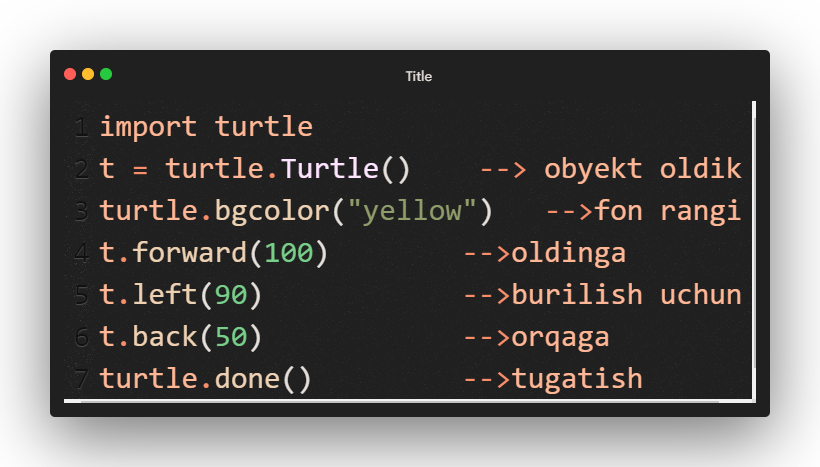 Title
1 import turtle
2 t = turtle.Turtle()    --> obyekt oldik
3 turtle.bgcolor("yellow")   -->fon rangi
4 t.forward(100)        -->oldinga
5 t.left(90)            -->burilish uchun
6 t.back(50)            -->orqaga
7 turtle.done()         -->tugatish